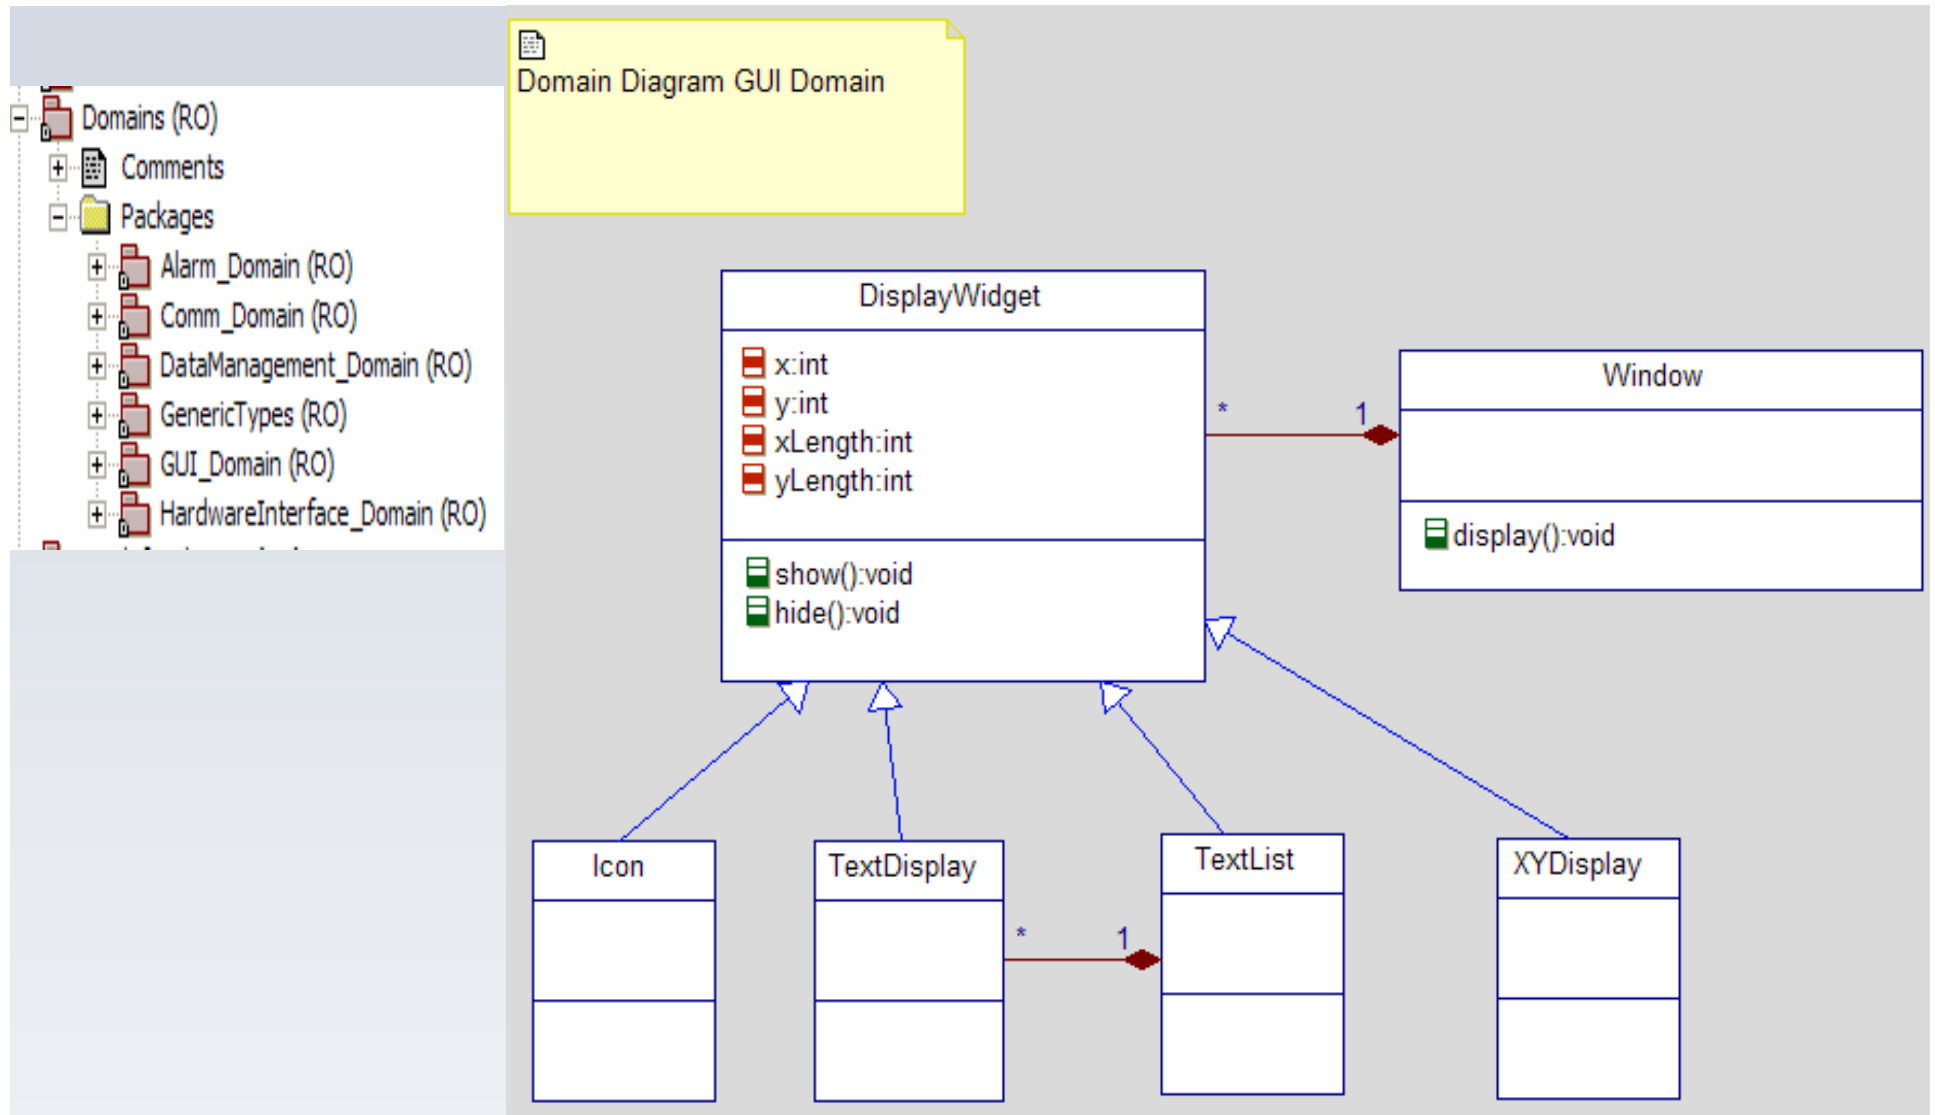 Domains (RO)
Comments
Packages
Alarm_Domain (RO)
Comm_Domain (RO)
DataManagement_Domain (RO)
GenericTypes (RO)
GUI_Domain (RO)
HardwareInterface_Domain (RO)
Domain Diagram GUI Domain
DisplayWidget
x:int
y:int
xLength:int
yLength:int
show():void
hide():void
* 1
Window
display():void
Icon
TextDisplay
* 1
TextList
XYDisplay